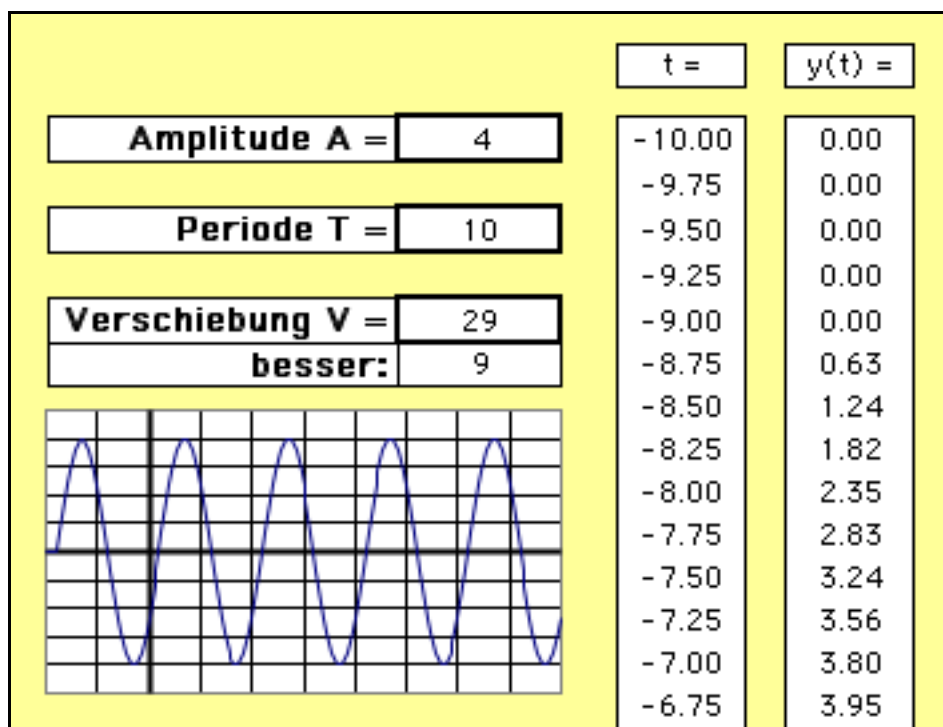 t = y(t) =
Amplitude A = 4
Periode T = 10
Verschiebung V = 29
besser: 9
-10.00 0.00
-9.75 0.00
-9.50 0.00
-9.25 0.00
-9.00 0.00
-8.75 0.63
-8.50 1.24
-8.25 1.82
-8.00 2.35
-7.75 2.83
-7.50 3.24
-7.25 3.56
-7.00 3.80
-6.75 3.95